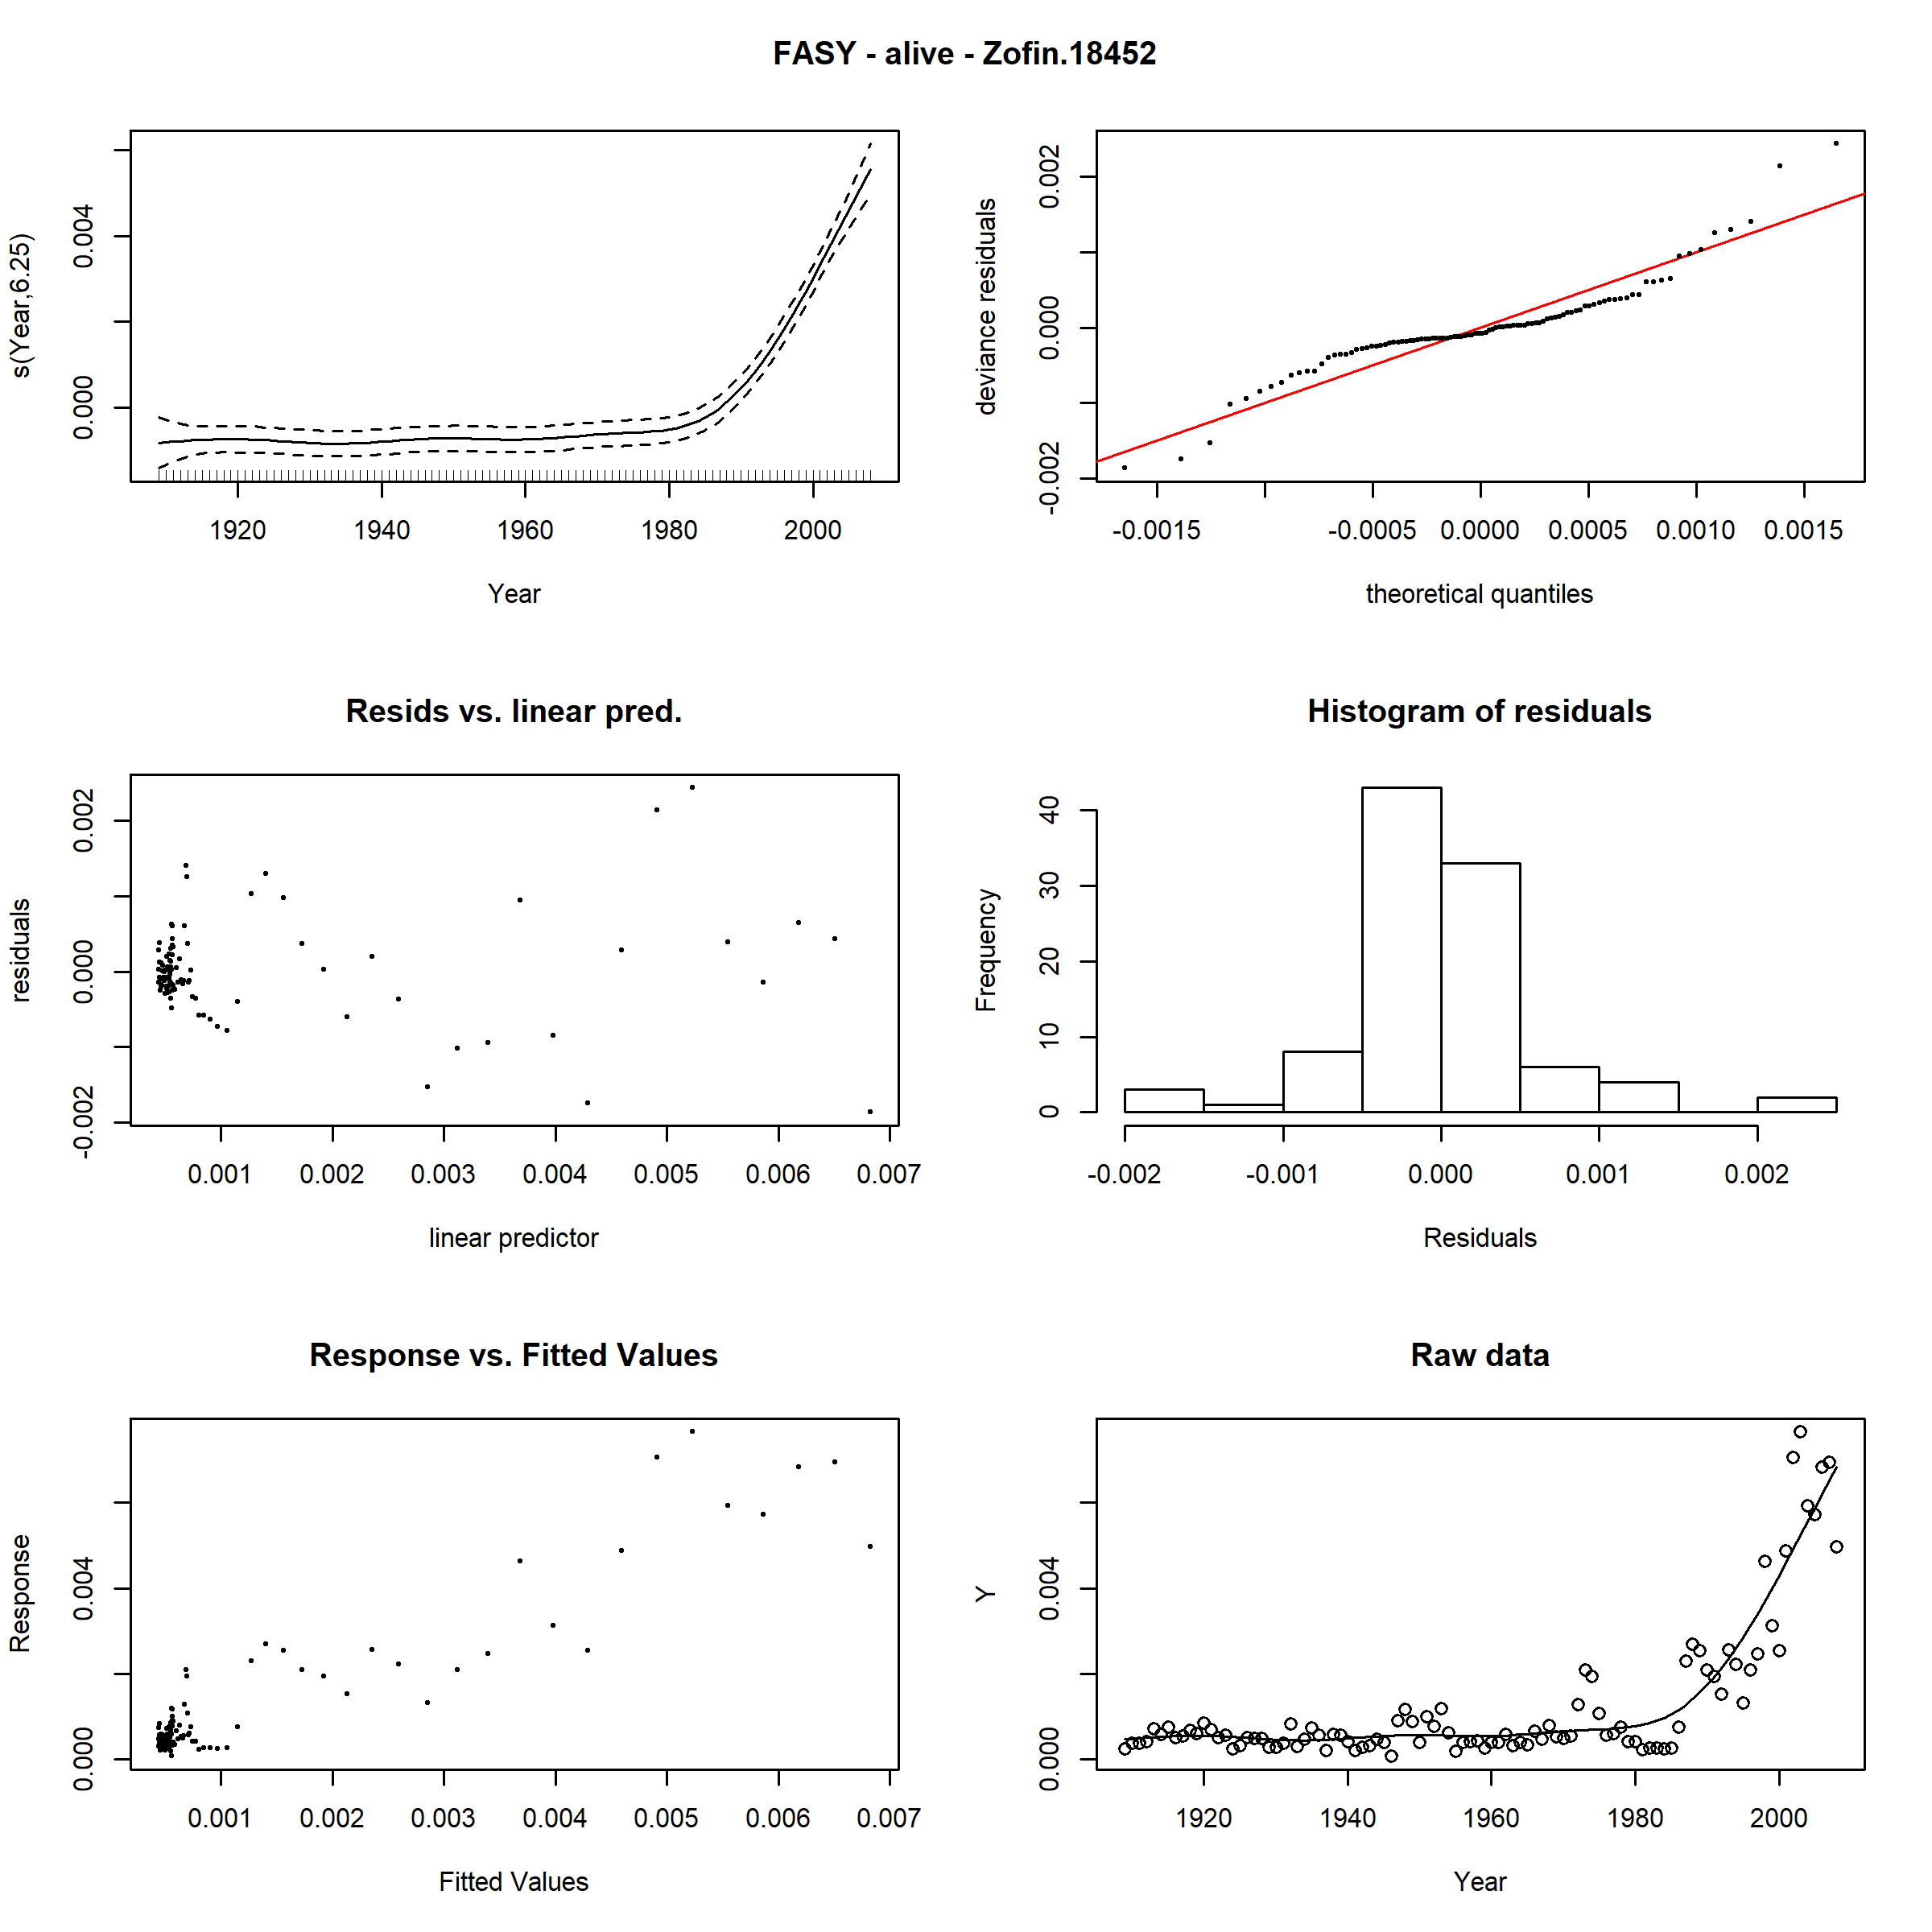 FASY - alive - Zofin.18452
s(Year,6.25)
0.000 0.004
1920 1940 1960 1980 2000
Year
deviance residuals
-0.002 0.000 0.002
-0.0015 -0.0005 0.0000 0.0005 0.0010 0.0015
theoretical quantiles
Resids vs. linear pred.
residuals
-0.002 0.000 0.002
0.001 0.002 0.003 0.004 0.005 0.006 0.007
linear predictor
Histogram of residuals
Frequency
0 10 20 30 40
-0.002 -0.001 0.000 0.001 0.002
Residuals
Response vs. Fitted Values
Response
0.000 0.004
0.001 0.002 0.003 0.004 0.005 0.006 0.007
Fitted Values
Raw data
Y
0.000 0.004
1920 1940 1960 1980 2000
Year